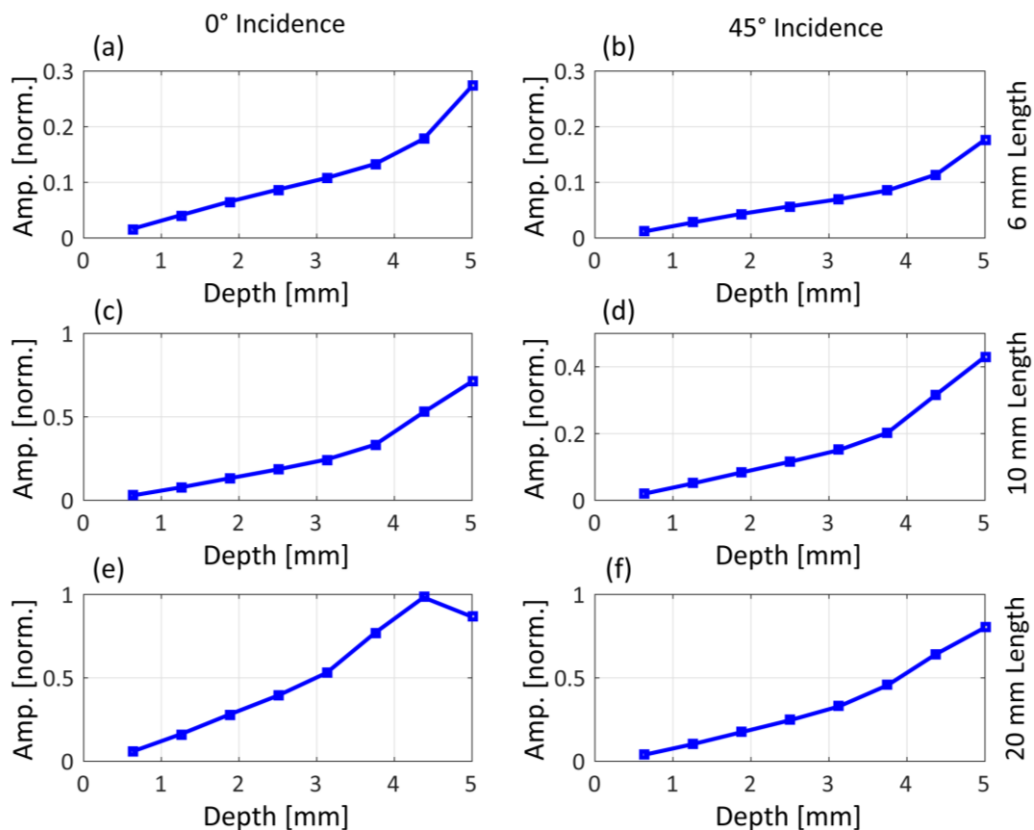 0° Incidence
45° Incidence
(a)
Amp. [norm.]
0.3
0.2
0.1
0
0 1 2 3 4 5
Depth [mm]
(b)
Amp. [norm.]
0.3
0.2
0.1
0
0 1 2 3 4 5
Depth [mm]
6 mm Length
(c)
Amp. [norm.]
1
0.5
0
0 1 2 3 4 5
Depth [mm]
(d)
Amp. [norm.]
0.4
0.2
0
0 1 2 3 4 5
Depth [mm]
10 mm Length
(e)
Amp. [norm.]
1
0.5
0
0 1 2 3 4 5
Depth [mm]
(f)
Amp. [norm.]
1
0.5
0
0 1 2 3 4 5
Depth [mm]
20 mm Length